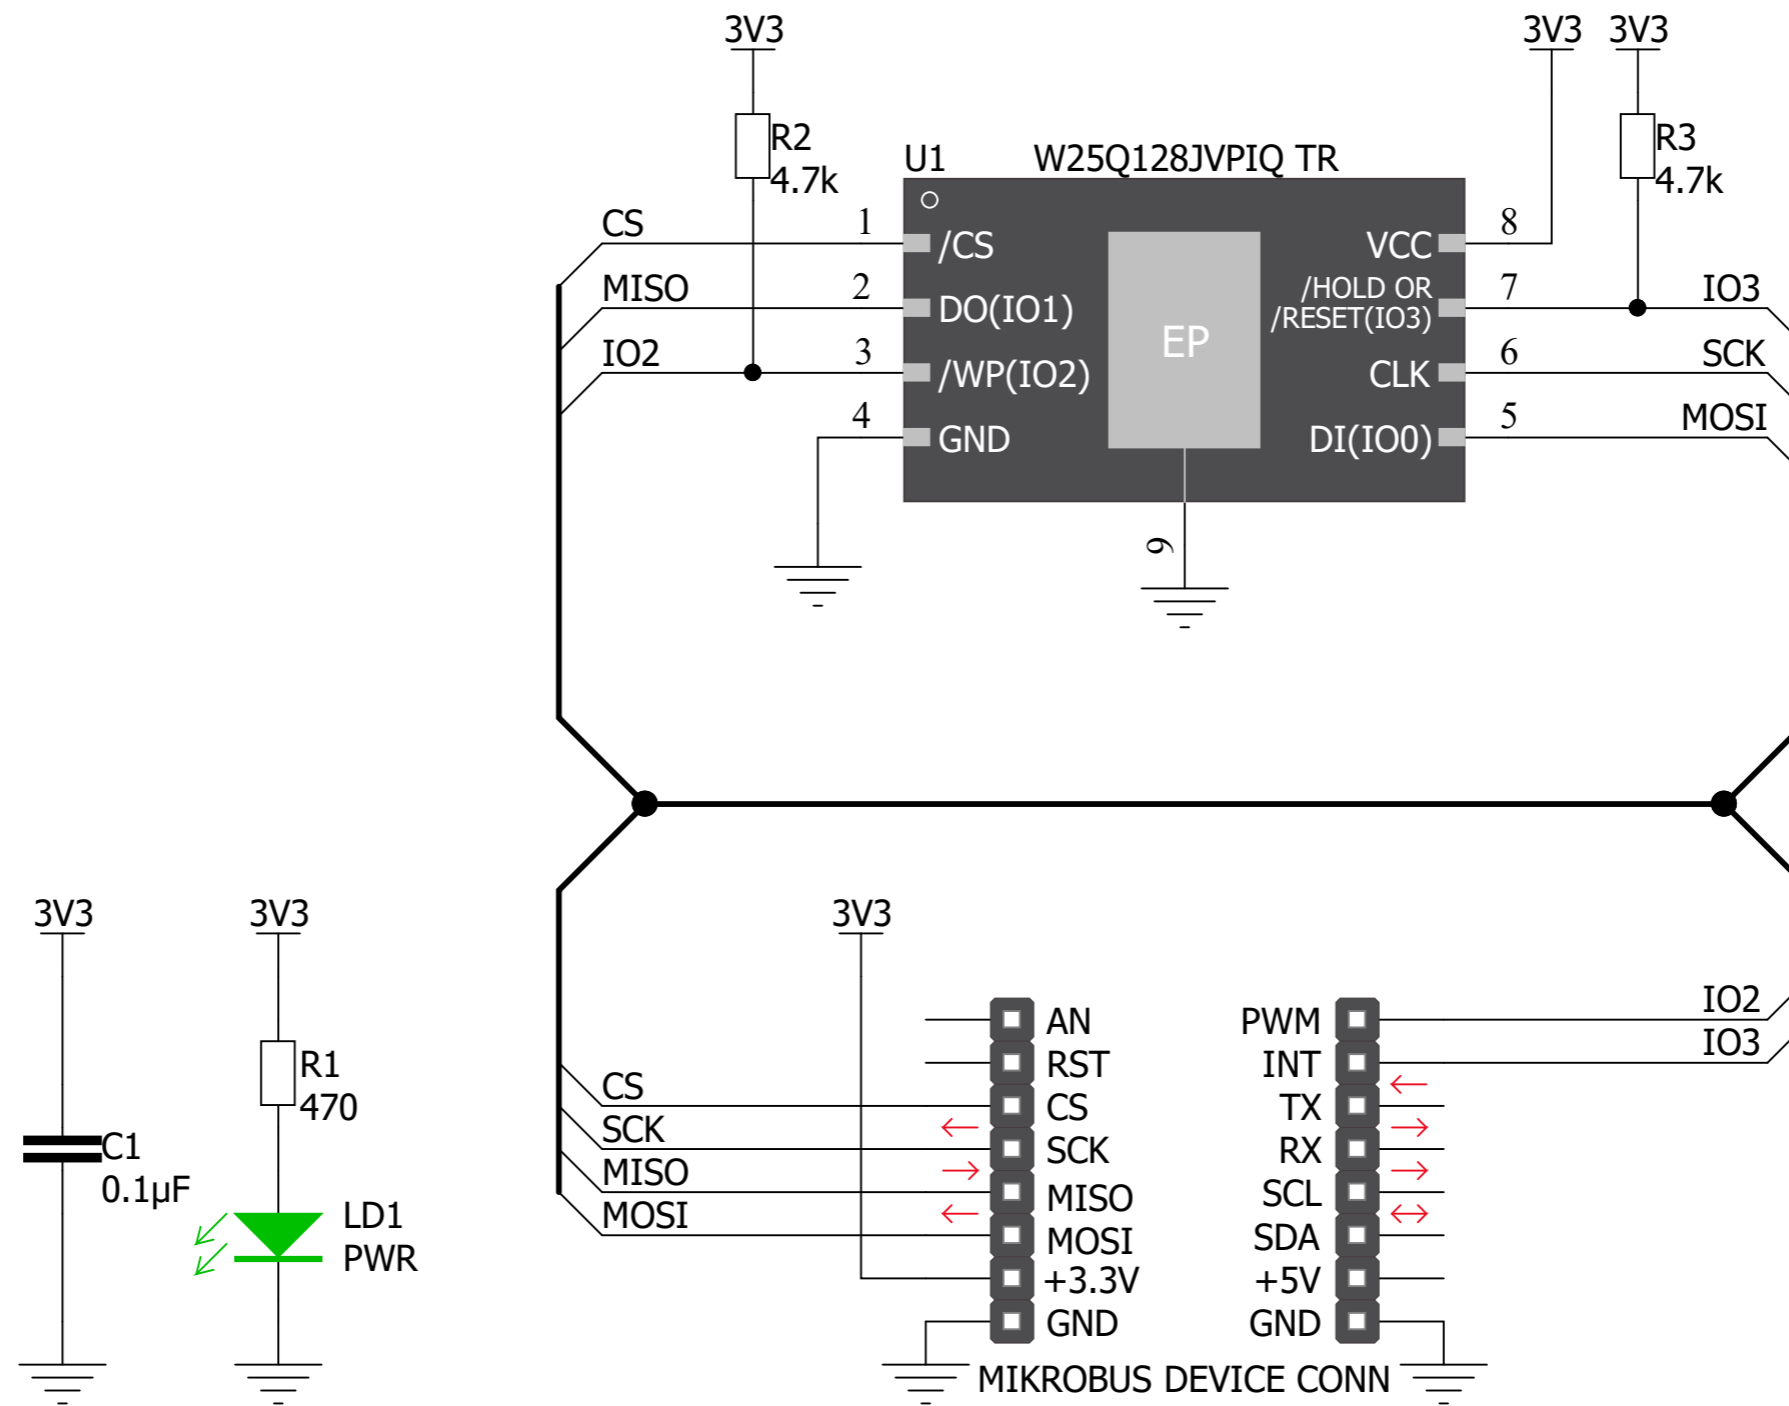 3V3
3V3 3V3
R2
4.7k
R3
4.7k
U1 W25Q128JVPIQ TR
CS 1 /CS
MISO 2 DO(IO1)
IO2 3 /WP(IO2)
4 GND
EP
9
VCC 8
/HOLD OR
/RESET(IO3) 7 IO3
CLK 6 SCK
DI(IO0) 5 MOSI
3V3
C1
0.1µF
3V3
R1
470
LD1
PWR
3V3
AN
RST
CS CS
SCK SCK
MISO MISO
MOSI MOSI
+3.3V
GND
PWM IO2
INT IO3
TX
RX
SCL
SDA
+5V
GND
MIKROBUS DEVICE CONN